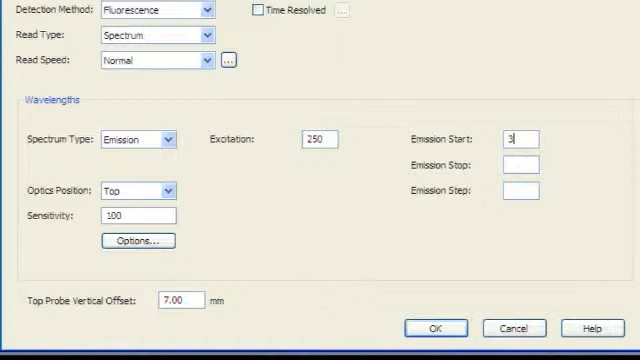 Detection Method: Fluorescence Time Resolved ...
Read Type: Spectrum
Read Speed: Normal ...
Wavelengths
Spectrum Type: Emission Excitation: 250 Emission Start: 3
Emission Stop:
Optics Position: Top Emission Step:
Sensitivity: 100
Options...
Top Probe Vertical Offset: 7.00 mm
OK Cancel Help